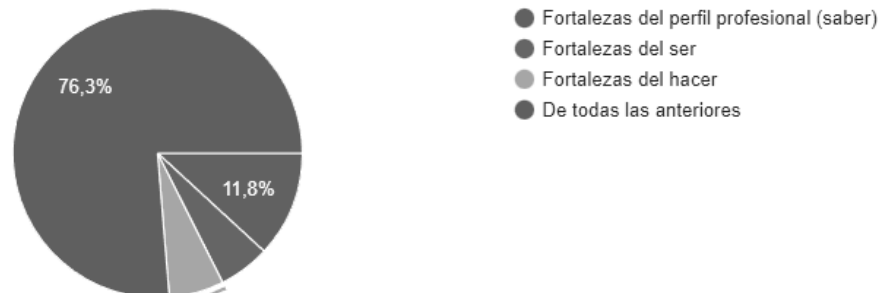 76,3%
11,8%
Fortalezas del perfil profesional (saber)
Fortalezas del ser
Fortalezas del hacer
De todas las anteriores